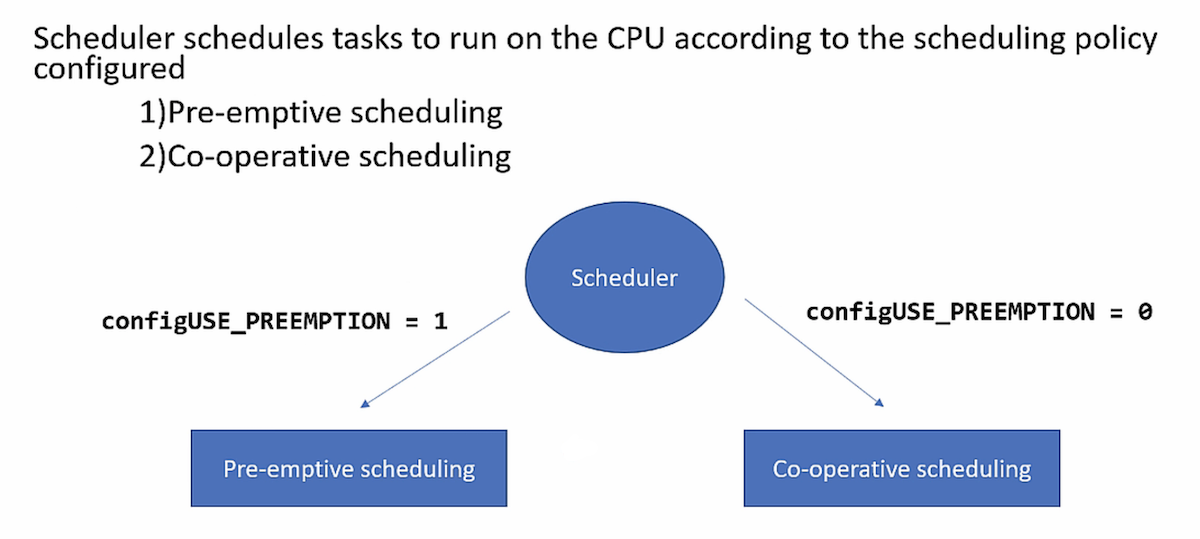 Scheduler schedules tasks to run on the CPU according to the scheduling policy
configured
1)Pre-emptive scheduling
2)Co-operative scheduling
Scheduler
configUSE_PREEMPTION = 1
configUSE_PREEMPTION = 0
Pre-emptive scheduling
Co-operative scheduling